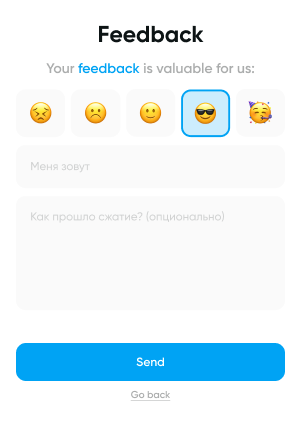 Feedback
Your feedback is valuable for us:
Меня зовут
Как прошло сжатие? (опционально)
Send
Go back